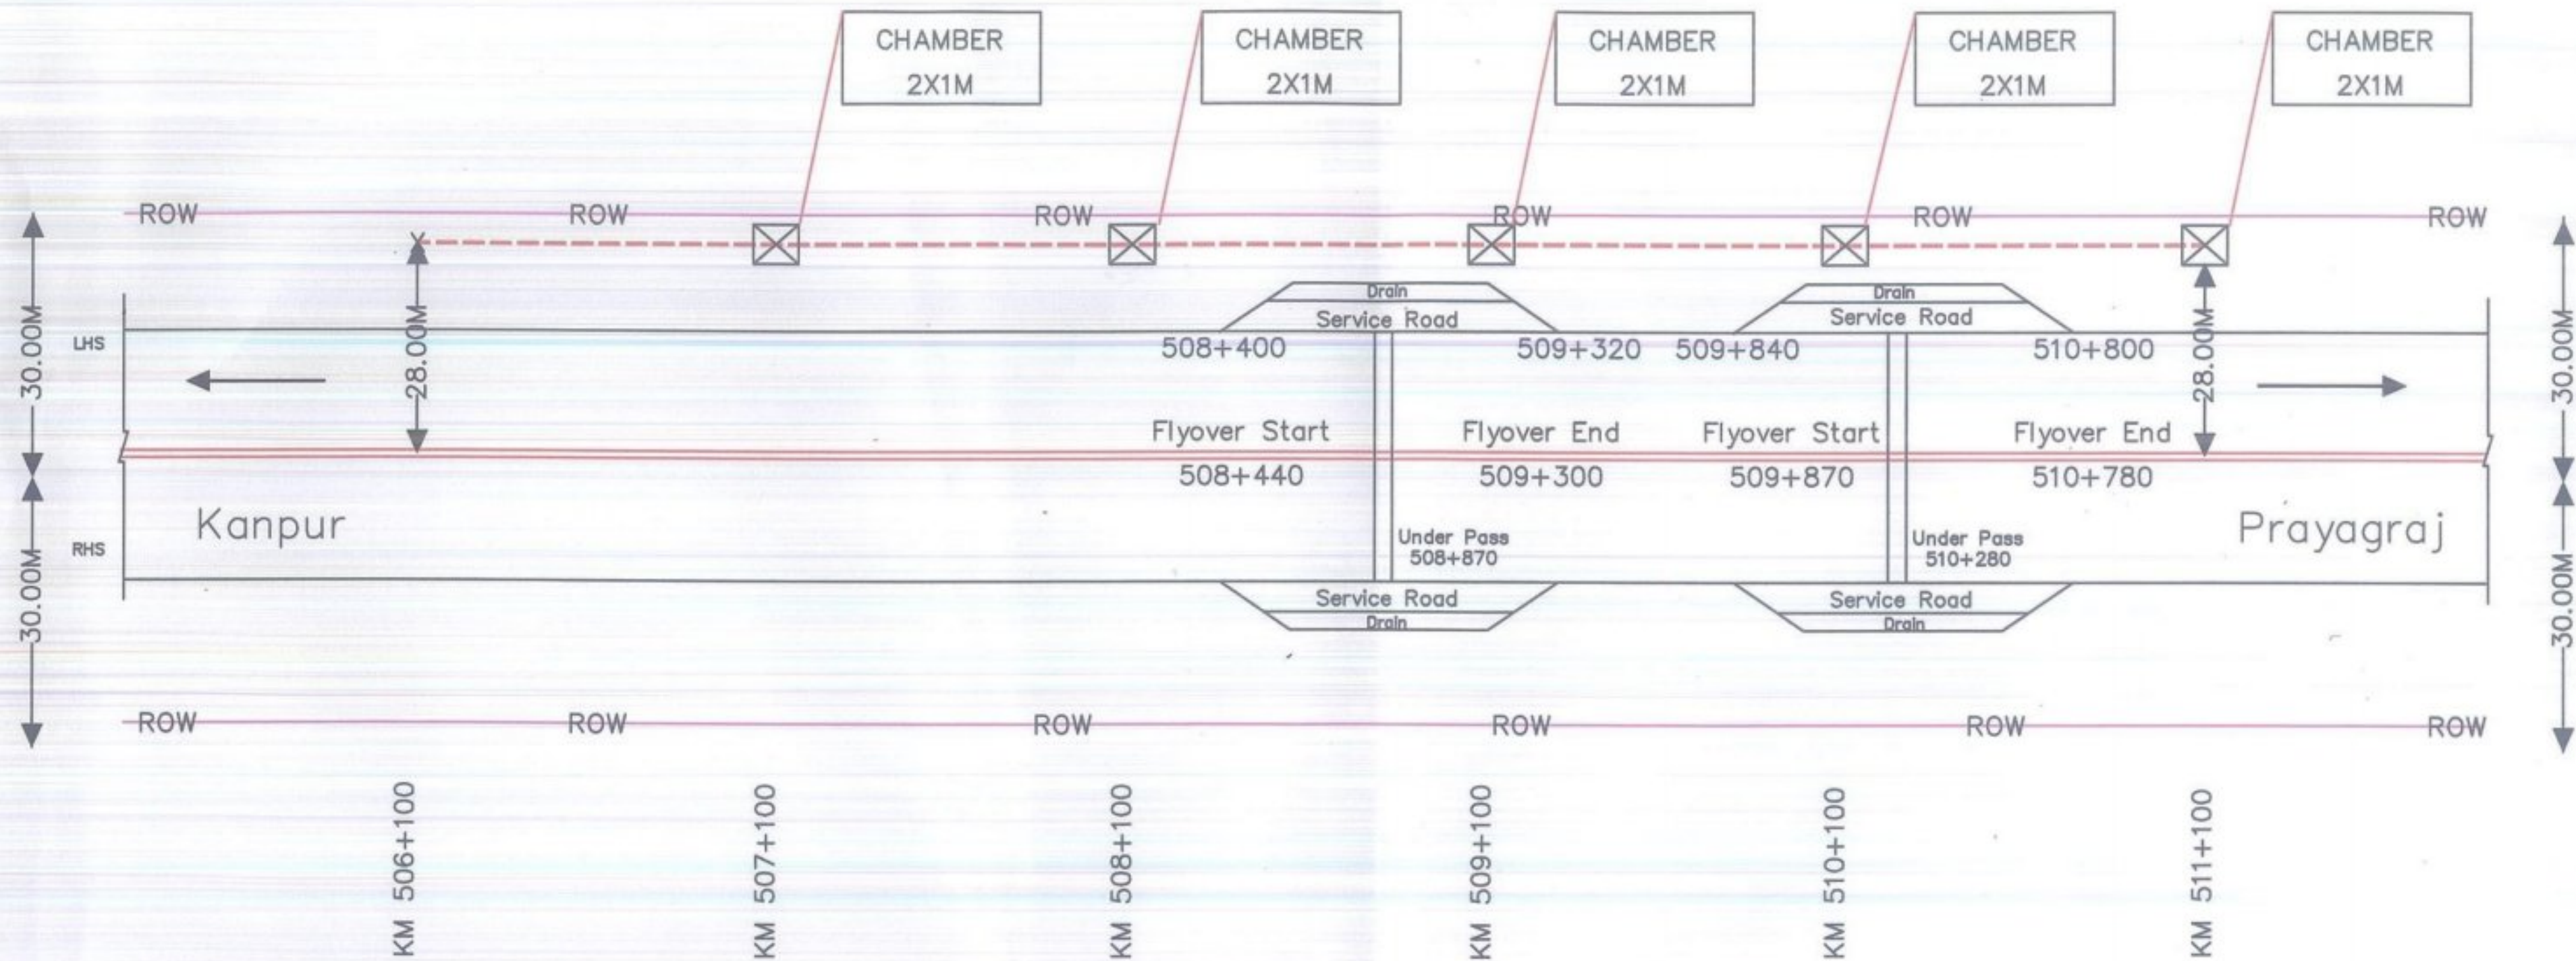 CHAMBER
2X1M
CHAMBER
2X1M
CHAMBER
2X1M
CHAMBER
2X1M
CHAMBER
2X1M
ROW ROW ROW ROW ROW ROW
30.00M
28.00M
28.00M
30.00M
Drain
Service Road
Drain
Service Road
LHS
508+400 509+320 509+840 510+800
Flyover Start Flyover End Flyover Start Flyover End
508+440 509+300 509+870 510+780
Kanpur
Prayagraj
RHS
Under Pass
508+870
Under Pass
510+280
30.00M
30.00M
Service Road
Drain
Service Road
Drain
ROW ROW ROW ROW ROW ROW
KM 506+100
KM 507+100
KM 508+100
KM 509+100
KM 510+100
KM 511+100